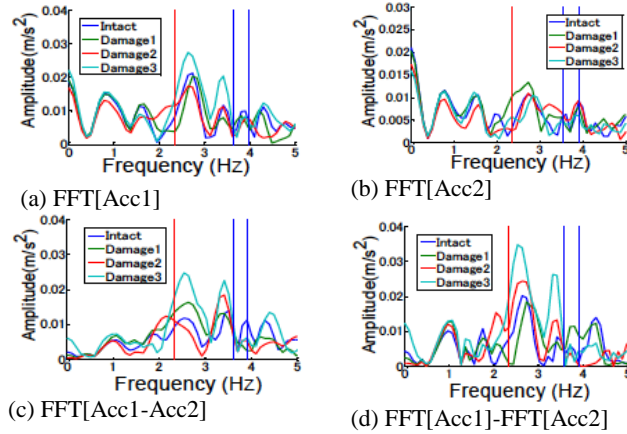 0.04
0.03
0.02
0.01
0
Amplitude(m/s²)
Intact
Damage1
Damage2
Damage3
0 1 2 3 4 5
Frequency (Hz)
(a) FFT[Acc1]
0.03
0.025
0.02
0.015
0.01
0.005
0
Amplitude(m/s²)
Intact
Damage1
Damage2
Damage3
0 1 2 3 4 5
Frequency (Hz)
(b) FFT[Acc2]
0.04
0.03
0.02
0.01
0
Amplitude(m/s²)
Intact
Damage1
Damage2
Damage3
0 1 2 3 4 5
Frequency (Hz)
(c) FFT[Acc1-Acc2]
0.04
0.03
0.02
0.01
0
Amplitude(m/s²)
Intact
Damage1
Damage2
Damage3
0 1 2 3 4 5
Frequency (Hz)
(d) FFT[Acc1]-FFT[Acc2]